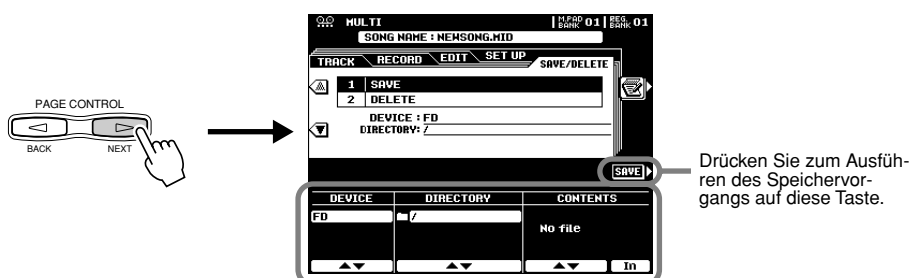 MULTI M.PAD BANK 01 REG. BANK 01
SONG NAME : NEWSONG.MID
TRACK RECORD EDIT SET UP SAVE/DELETE
1 SAVE
2 DELETE
DEVICE : FD
DIRECTORY: /
PAGE CONTROL
BACK NEXT
SAVE
Drücken Sie zum Ausfüh-
ren des Speichervor-
gangs auf diese Taste.
DEVICE DIRECTORY CONTENTS
FD /
No file
In